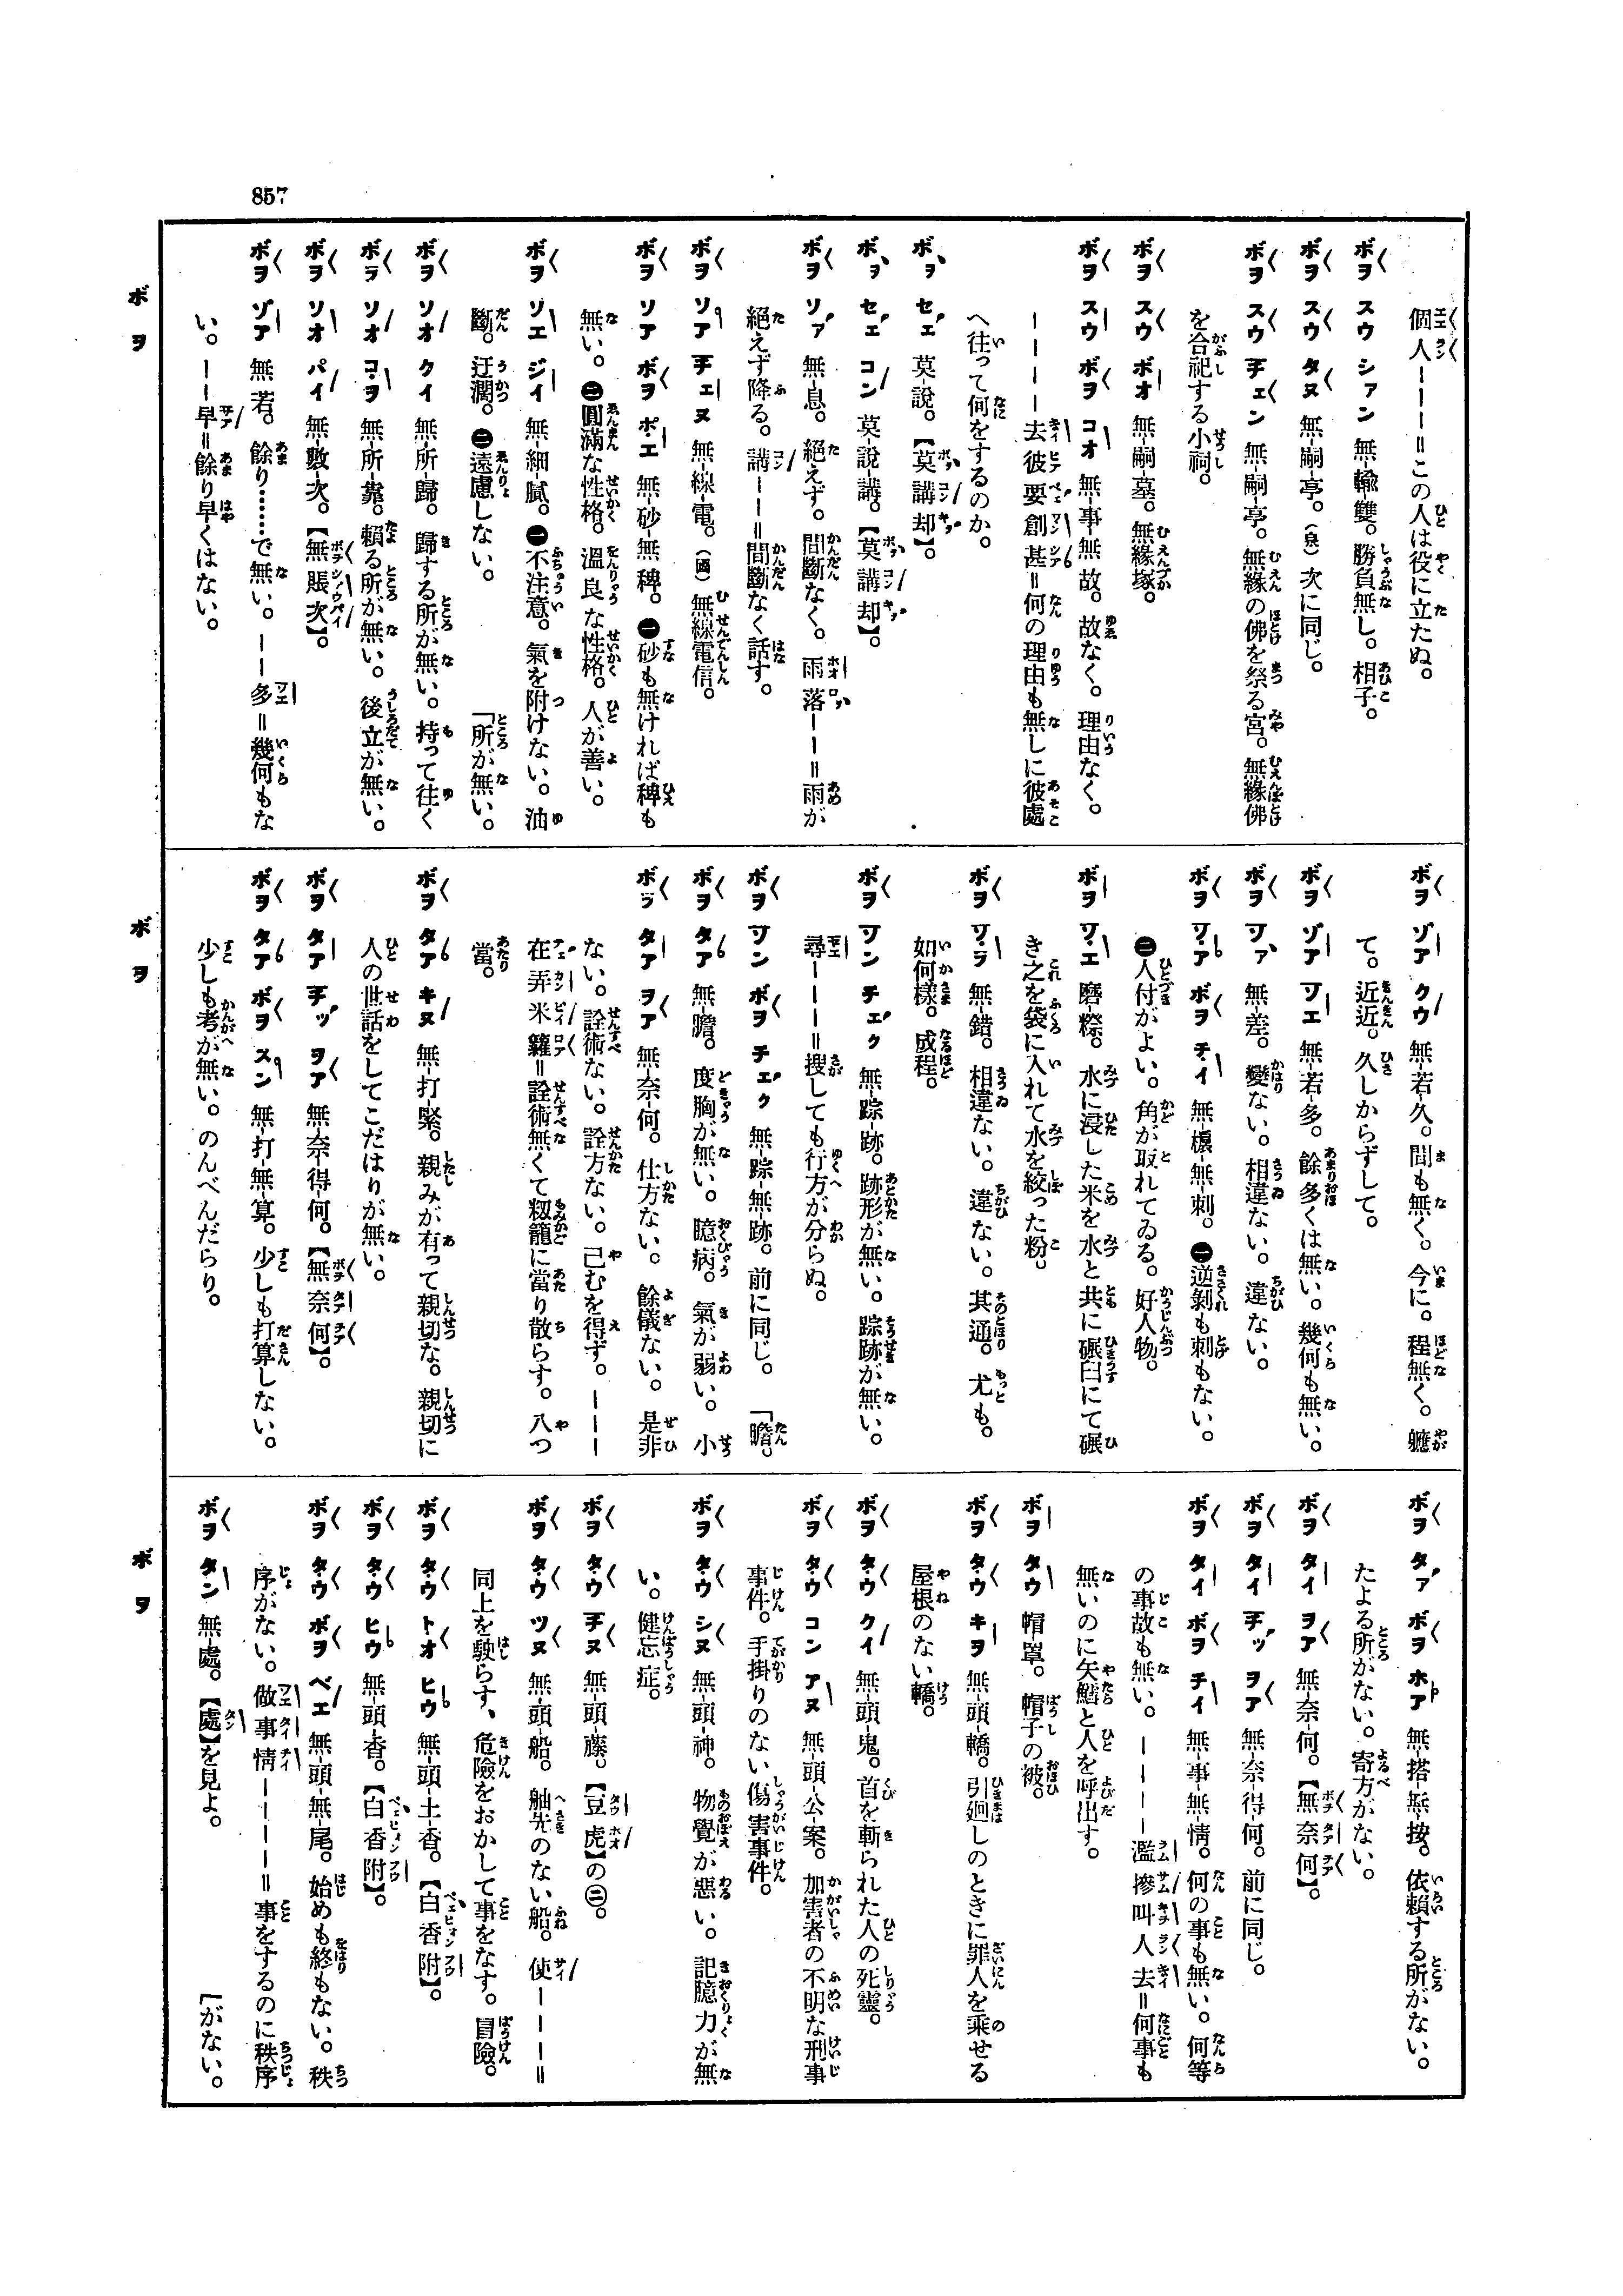 857
個人ーーー＝この人は役に立たぬ。
ボヲ スウ シァン 無-輸雙。勝負無し。相子。
ボヲ スウ タヌ 無-嗣-亭。(泉) 次に同じ。
ボヲ スウ チェン 無-嗣-亭。無緣の佛を祭る宮。無緣佛
を合祀する小祠。
ボヲ スウ ボオ 無-嗣-墓。無緣塚。
ボヲ スウ ボヲ コオ 無-事-無-故。故なく。理由なく。
ーーーー去彼要創甚＝何の理由も無しに彼處
へ往って何をするのか。
ボヲ セェ 莫-說。【莫講却】。
ボヲ セェ コン 莫-說-講。【莫講却】。
ボヲ ソァ 無-息。絕えず。間斷なく。雨落ーー＝雨が
絕えず降る。講ーー＝間斷なく話す。
ボヲ ソア チェヌ 無-線-電。(國) 無線電信。
ボヲ ソア ボヲ ポエ 無-砂-無-稗。㊀砂も無ければ稗も
無い。㊁圓滿な性格。溫良な性格。人が善い。
ボヲ ソエ ジイ 無-細-膩。㊀不注意。氣を附けない。油
斷。迂濶。㊁遠慮しない。 「所が無い。
ボヲ ソオ クイ 無-所-歸。歸する所が無い。持って往く
ボヲ ソオ コヲ 無-所-靠。賴る所が無い。後立が無い。
ボヲ ソオ パイ 無-數-次。【無賬次】。
ボヲ ゾア 無-若。餘り……で無い。ーー多＝幾何もな
い。ーー早＝餘り早くはない。
ボヲ ゾア クウ 無-若-久。間も無く。今に。程無く。軈
て。近近。久しからずして。
ボヲ ゾア ツエ 無-若-多。餘多くは無い。幾何も無い。
ボヲ ツァ 無-差。變ない。相違ない。違ない。
ボヲ ツア ボヲ チイ 無-欀-無-刺。㊀逆剝も刺もない。
㊁人付がよい。角が取れてゐる。好人物。
ボヲ ツエ 磨-粽。水に浸した米を水と共に碾臼にて碾
き之を袋に入れて水を絞った粉。
ボヲ ツヲ 無-錯。相違ない。違ない。其通。尤も。
如何樣。成程。
ボヲ ツン チェク 無-踪-跡。跡形が無い。踪跡が無い。
尋ーーー＝搜しても行方が分らぬ。
ボヲ ツン ボヲ チェク 無-踪-無-跡。前に同じ。 「膽。
ボヲ タア 無-膽。度胸が無い。臆病。氣が弱い。小
ボヲ タア ヲア 無-奈-何。仕方ない。餘儀ない。是非
ない。詮術ない。詮方ない。已むを得ず。ーーー
在弄米籮＝詮術無くて籾籠に當り散らす。八つ
當。
ボヲ タア キヌ 無-打-緊。親みが有って親切な。親切に
人の世話をしてこだはりが無い。
ボヲ タア チッ ヲア 無-奈-得-何。【無奈何】。
ボヲ タア ボヲ スン 無-打-無-算。少しも打算しない。
少しも考が無い。のんべんだらり。
ボヲ タァ ボヲ ホア 無-搭-無-按。依賴する所がない。
たよる所がない。寄方がない。
ボヲ タイ ヲア 無-奈-何。【無奈何】。
ボヲ タイ チッ ヲア 無-奈-得-何。前に同じ。
ボヲ タイ ボヲ チイ 無-事-無-情。何の事も無い。何等
の事故も無い。ーーーー濫摻叫人去＝何事も
無いのに矢鱈と人を呼出す。
ボヲ タウ 帽罩。帽子の被。
ボヲ タウ キヲ 無-頭-轎。引廻しのときに罪人を乘せる
屋根のない轎。
ボヲ タウ クイ 無-頭-鬼。首を斬られた人の死靈。
ボヲ タウ コン アヌ 無-頭-公-案。加害者の不明な刑事
事件。手掛りのない傷害事件。
ボヲ タウ シヌ 無-頭-神。物覺が惡い。記臆力が無
い。健忘症。
ボヲ タウ チヌ 無-頭-藤。【豆虎】の㊁。
ボヲ タウ ツヌ 無-頭-船。舳先のない船。使ーーー＝
同上を駛らす、危險をおかして事をなす。冒險。
ボヲ タウ トオ ヒウ 無-頭-土-香。【白香附】。
ボヲ タウ ヒウ 無-頭-香。【白香附】。
ボヲ タウ ボヲ ベエ 無-頭-無-尾。始めも終もない。秩
序がない。做事情ーーーー＝事をするのに秩序
ボヲ タン 無-處。【處】を見よ。 「がない。
ボヲ
ボヲ
ボヲ